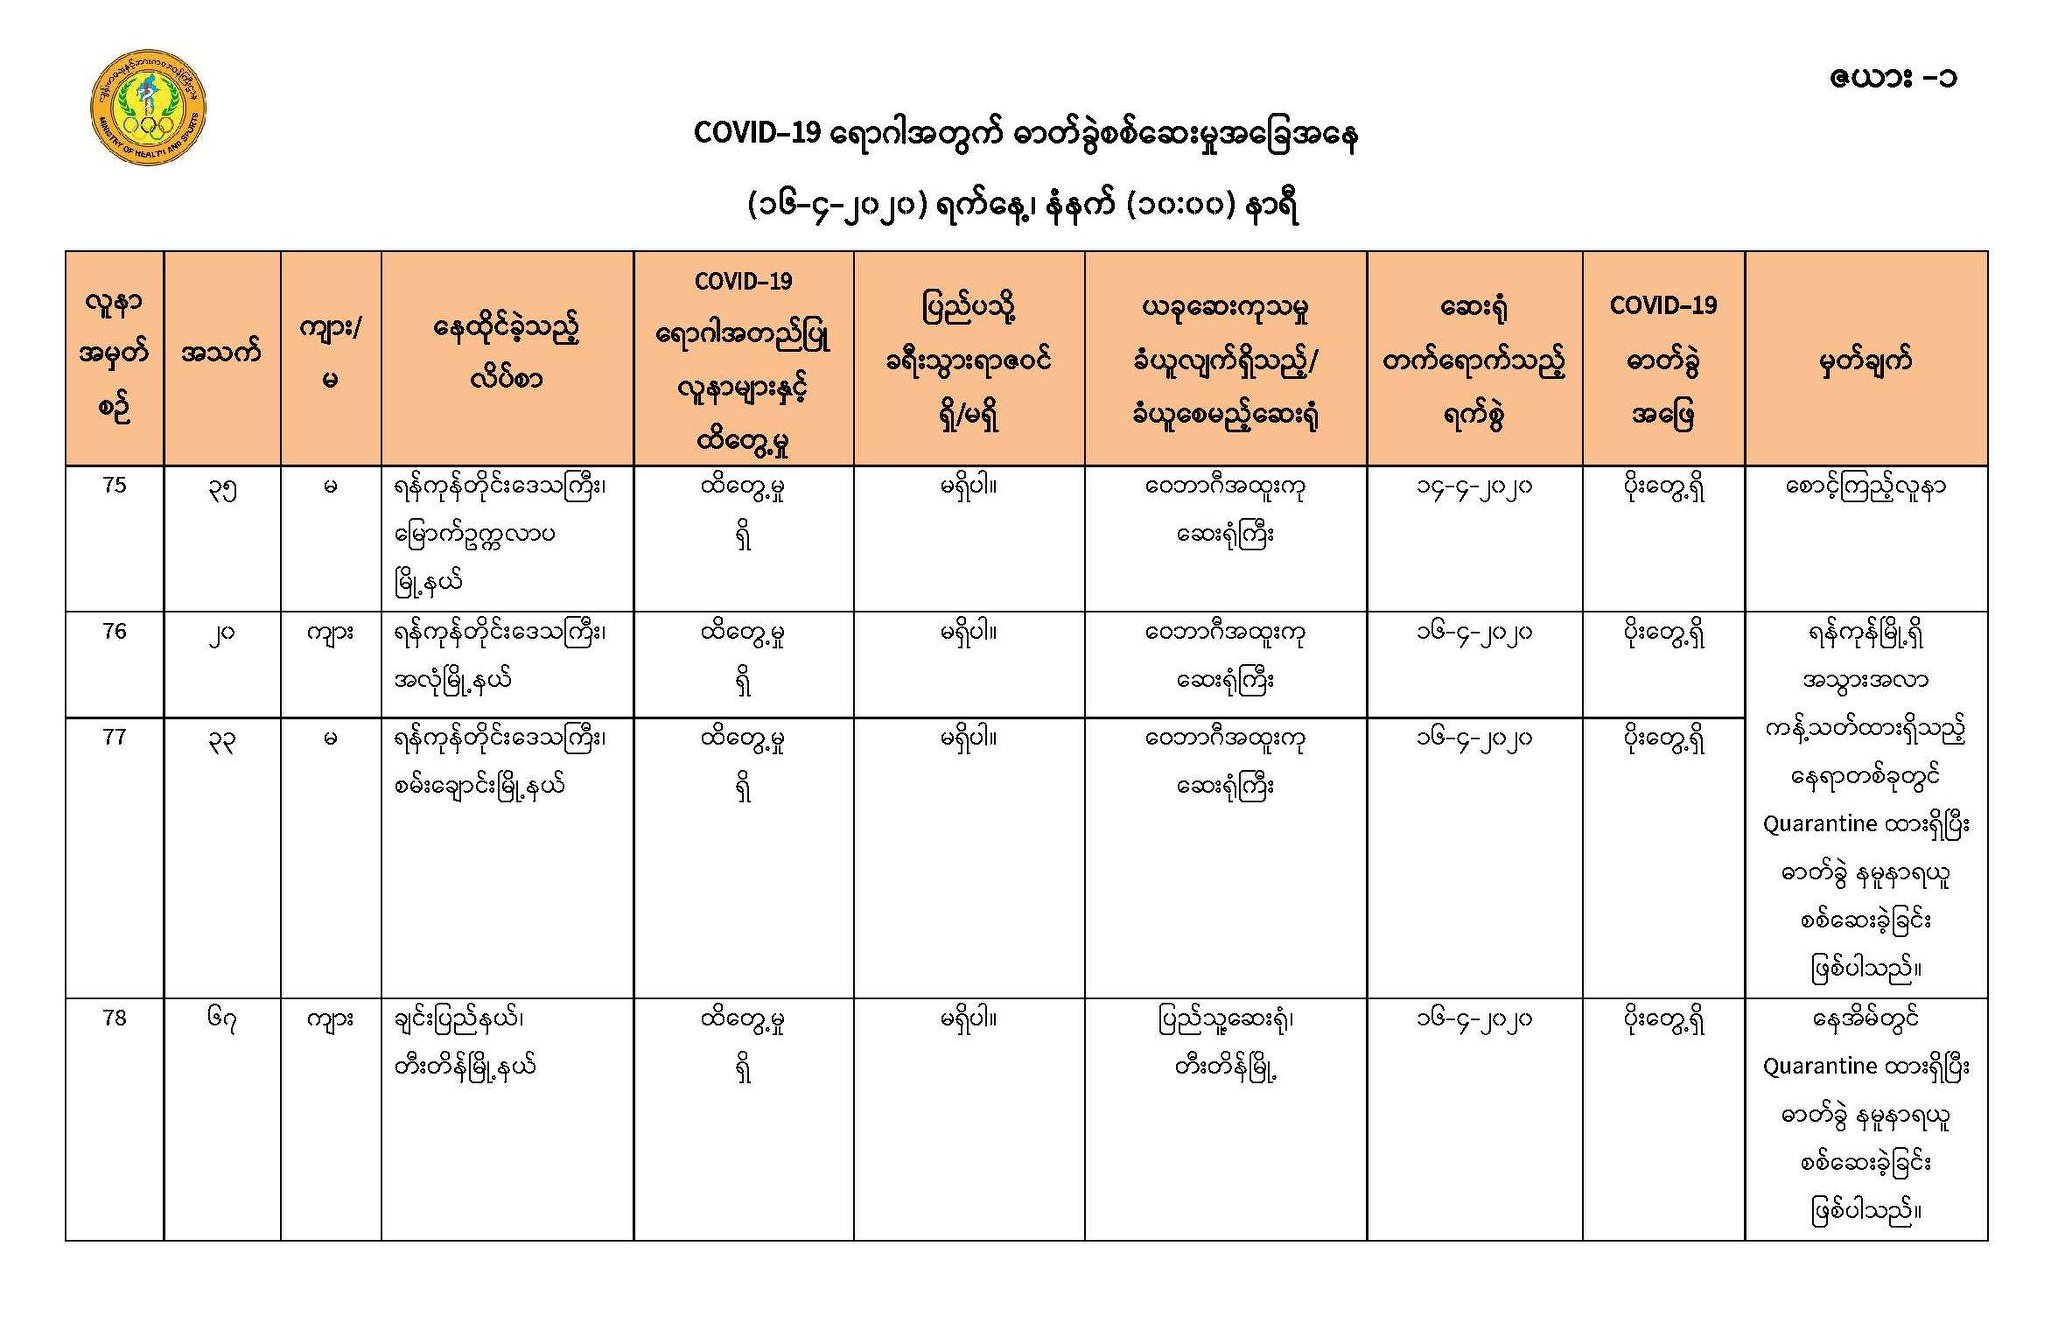 ကျန်းမာရေးနှင့်အားကစားဝန်ကြီးဌာန
MINISTRY OF HEALTH AND SPORTS
ဇယား -၁
COVID-19 ရောဂါအတွက် ဓာတ်ခွဲစစ်ဆေးမှုအခြေအနေ
(၁၆-၄-၂၀၂၀) ရက်နေ့၊ နံနက် (၁၀:၀၀) နာရီ
လူနာ
အမှတ်
စဉ်
အသက်
ကျား/
မ
နေထိုင်ခဲ့သည့်
လိပ်စာ
COVID-19
ရောဂါအတည်ပြု
လူနာများနှင့်
ထိတွေ့မှု
ပြည်ပသို့
ခရီးသွားရာဇဝင်
ရှိ/မရှိ
ယခုဆေးကုသမှု
ခံယူလျက်ရှိသည့်/
ခံယူစေမည့်ဆေးရုံ
ဆေးရုံ
တက်ရောက်သည့်
ရက်စွဲ
COVID-19
ဓာတ်ခွဲ
အဖြေ
မှတ်ချက်
75
၃၅
မ
ရန်ကုန်တိုင်းဒေသကြီး၊
မြောက်ဥက္ကလာပ
မြို့နယ်
ထိတွေ့မှု
ရှိ
မရှိပါ။
ဝေဘာဂီအထူးကု
ဆေးရုံကြီး
၁၄-၄-၂၀၂၀
ပိုးတွေ့ရှိ
စောင့်ကြည့်လူနာ
76
၂၀
ကျား
ရန်ကုန်တိုင်းဒေသကြီး၊
အလုံမြို့နယ်
ထိတွေ့မှု
ရှိ
မရှိပါ။
ဝေဘာဂီအထူးကု
ဆေးရုံကြီး
၁၆-၄-၂၀၂၀
ပိုးတွေ့ရှိ
ရန်ကုန်မြို့ရှိ
အသွားအလာ
ကန့်သတ်ထားရှိသည့်
နေရာတစ်ခုတွင်
Quarantine ထားရှိပြီး
ဓာတ်ခွဲ နမူနာရယူ
စစ်ဆေးခဲ့ခြင်း
ဖြစ်ပါသည်။
77
၃၃
မ
ရန်ကုန်တိုင်းဒေသကြီး၊
စမ်းချောင်းမြို့နယ်
ထိတွေ့မှု
ရှိ
မရှိပါ။
ဝေဘာဂီအထူးကု
ဆေးရုံကြီး
၁၆-၄-၂၀၂၀
ပိုးတွေ့ရှိ
78
၆၇
ကျား
ချင်းပြည်နယ်၊
တီးတိန်မြို့နယ်
ထိတွေ့မှု
ရှိ
မရှိပါ။
ပြည်သူ့ဆေးရုံ၊
တီးတိန်မြို့
၁၆-၄-၂၀၂၀
ပိုးတွေ့ရှိ
နေအိမ်တွင်
Quarantine ထားရှိပြီး
ဓာတ်ခွဲ နမူနာရယူ
စစ်ဆေးခဲ့ခြင်း
ဖြစ်ပါသည်။